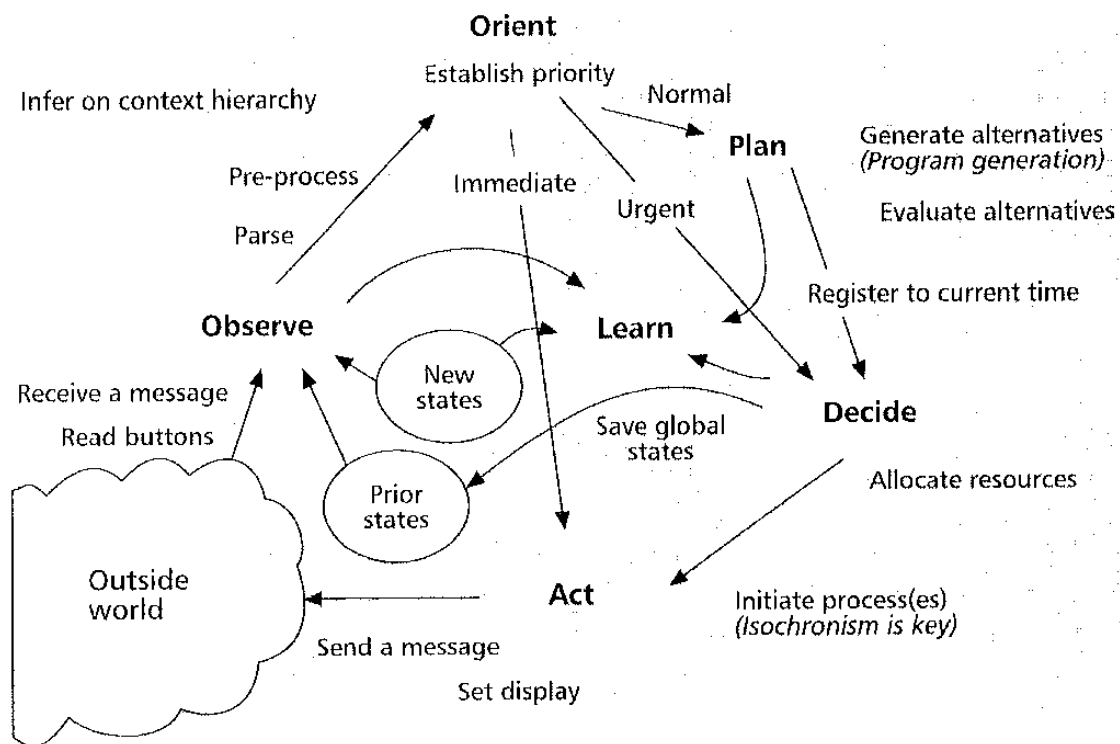 Orient
Establish priority
Infer on context hierarchy
Normal
Plan
Generate alternatives
(Program generation)
Pre-process
Immediate
Urgent
Evaluate alternatives
Parse
Register to current time
Observe
Learn
New
states
Receive a message
Read buttons
Decide
Save global
states
Allocate resources
Prior
states
Outside
world
Act
Initiate process(es)
(Isochronism is key)
Send a message
Set display